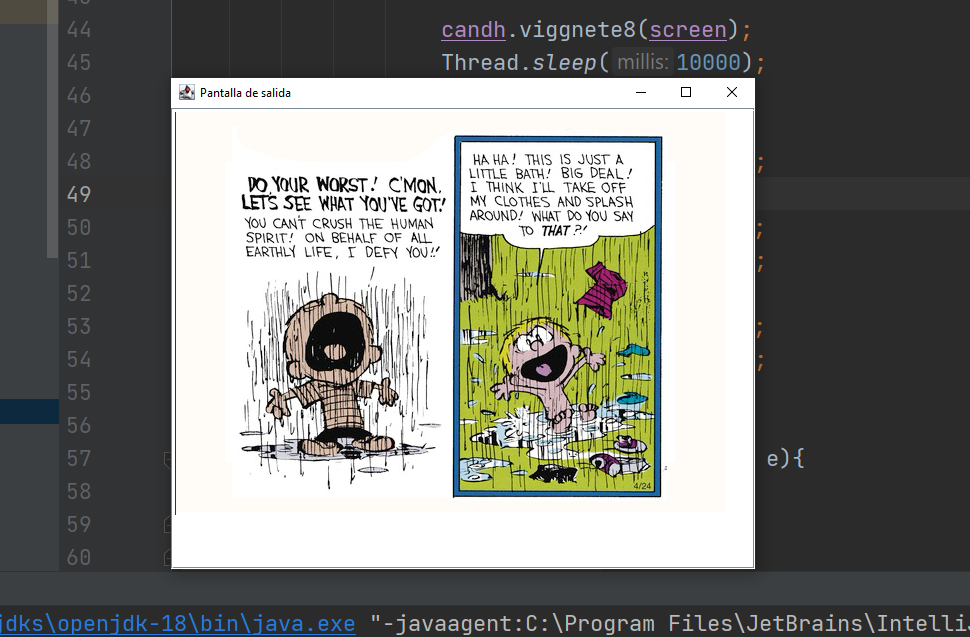 44
candh.viggnete8(screen);
45
Thread.sleep( millis: 10000);
46
Pantalla de salida
47
48
;
49
50
;
51
;
52
53
;
54
;
55
56
57
e){
58
59
60
DO YOUR WORST! C'MON,
LET'S SEE WHAT YOU'VE GOT!
YOU CAN'T CRUSH THE HUMAN
SPIRIT! ON BEHALF OF ALL
EARTHLY LIFE, I DEFY YOU!!
HA HA! THIS IS JUST A
LITTLE BATH! BIG DEAL!
I THINK I'LL TAKE OFF
MY CLOTHES AND SPLASH
AROUND! WHAT DO YOU SAY
TO THAT?!
4/24
jdks\openjdk-18\bin\java.exe "-javaagent:C:\Program Files\JetBrains\Intelli